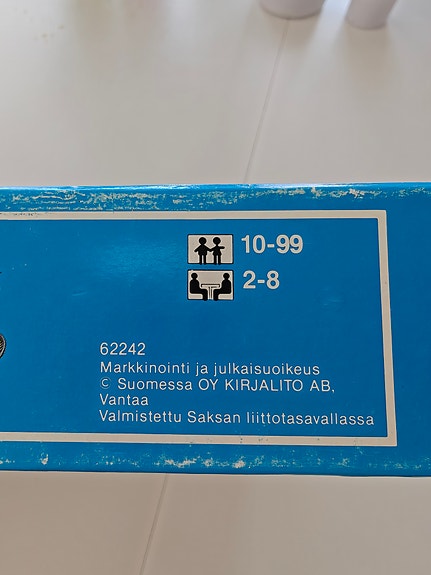 10-99
2-8
62242
Markkinointi ja julkaisuoikeus
© Suomessa OY KIRJALITO AB,
Vantaa
Valmistettu Saksan liittotasavallassa